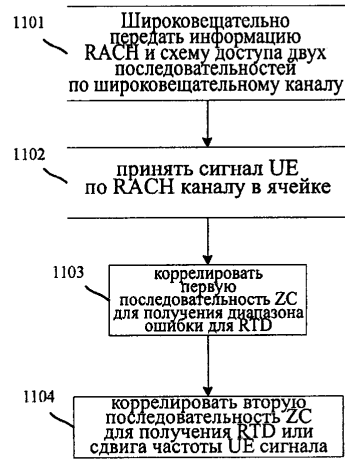 1101
Широковещательно
передать информацию
RACH и схему доступа двух
последовательностей
по широковещательному каналу
1102
принять сигнал UE
по RACH каналу в ячейке
1103
коррелировать
первую
последовательность ZC
для получения диапазона
ошибки для RTD
1104
коррелировать вторую
последовательность ZC
для получения RTD или
сдвига частоты UE сигнала